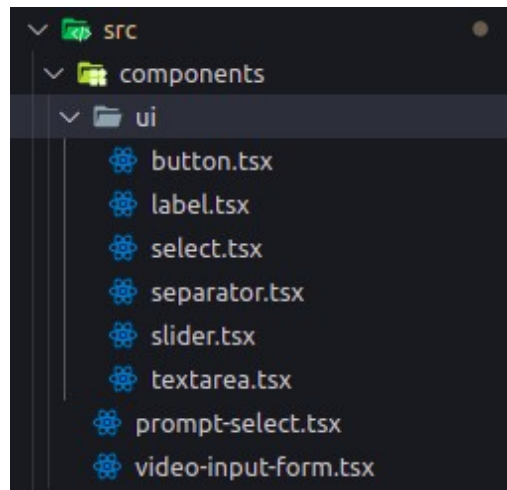 src
components
ui
button.tsx
label.tsx
select.tsx
separator.tsx
slider.tsx
textarea.tsx
prompt-select.tsx
video-input-form.tsx